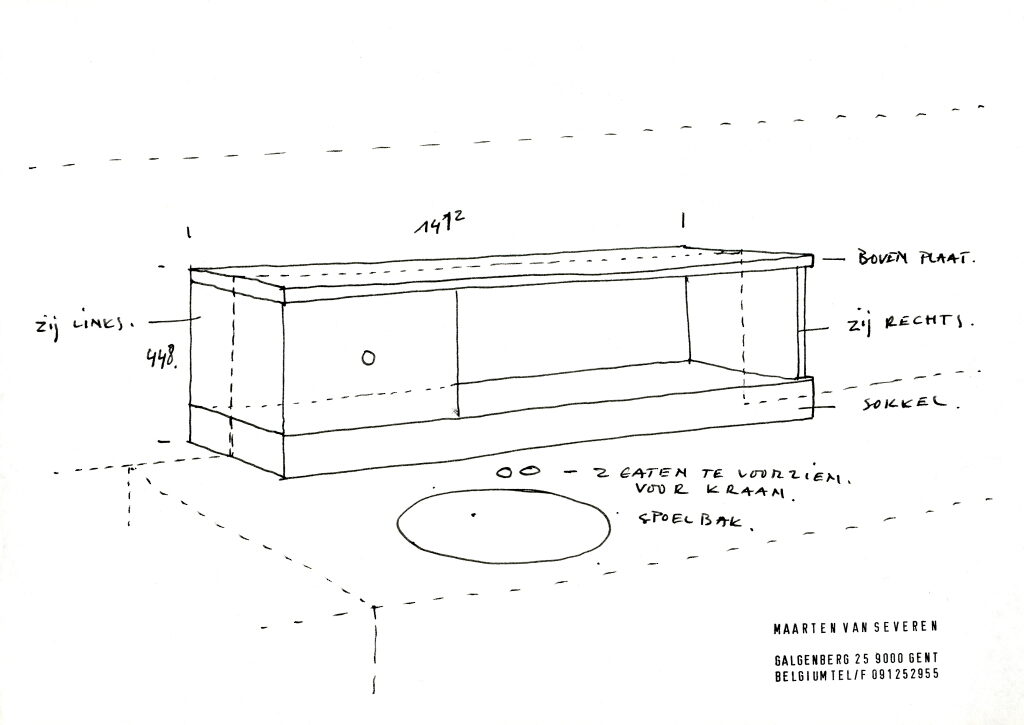 1492
BOVEN PLAAT.
zij LINKS.
zij RECHTS.
448.
SOKKEL.
2 GATEN TE VOORZIEN.
VOOR KRAAN.
SPOELBAK.
MAARTEN VAN SEVEREN
GALGENBERG 25 9000 GENT
BELGIUM TEL/F 091252955